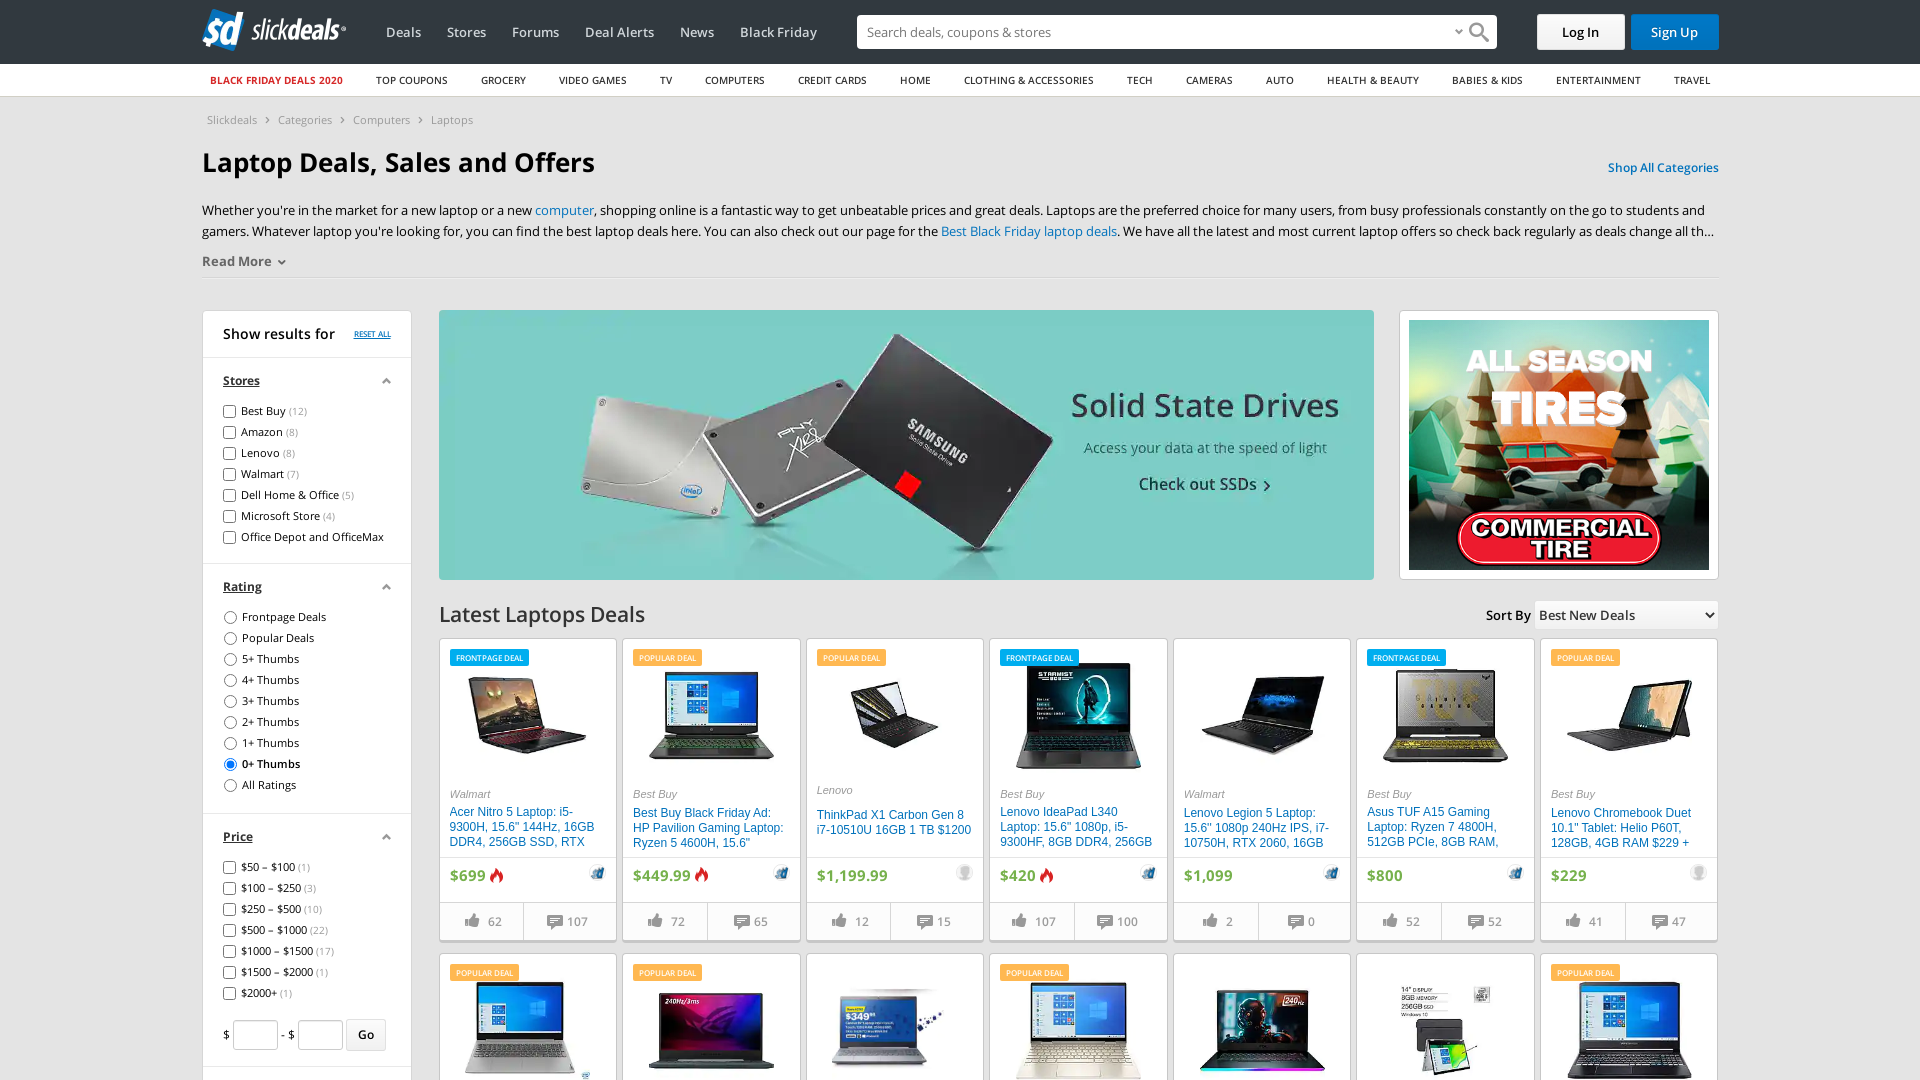 sd slickdeals
Deals
Stores
Forums
Deal Alerts
News
Black Friday
Search deals, coupons & stores
Log In
Sign Up
BLACK FRIDAY DEALS 2020
TOP COUPONS
GROCERY
VIDEO GAMES
TV
COMPUTERS
CREDIT CARDS
HOME
CLOTHING & ACCESSORIES
TECH
CAMERAS
AUTO
HEALTH & BEAUTY
BABIES & KIDS
ENTERTAINMENT
TRAVEL
Slickdeals > Categories > Computers > Laptops
Laptop Deals, Sales and Offers
Shop All Categories
Whether you're in the market for a new laptop or a new computer, shopping online is a fantastic way to get unbeatable prices and great deals. Laptops are the preferred choice for many users, from busy professionals constantly on the go to students and
gamers. Whatever laptop you're looking for, you can find the best laptop deals here. You can also check out our page for the Best Black Friday laptop deals. We have all the latest and most current laptop offers so check back regularly as deals change all th...
Read More
Show results for
RESET ALL
Stores
Best Buy (12)
Amazon (8)
Lenovo (8)
Walmart (7)
Dell Home & Office (5)
Microsoft Store (4)
Office Depot and OfficeMax
Rating
Frontpage Deals
Popular Deals
5+ Thumbs
4+ Thumbs
3+ Thumbs
2+ Thumbs
1+ Thumbs
0+ Thumbs
All Ratings
Price
$50 – $100 (1)
$100 – $250 (3)
$250 – $500 (10)
$500 – $1000 (22)
$1000 – $1500 (17)
$1500 – $2000 (1)
$2000+ (1)
$ - $ Go
intel
PNY
XLR8
SAMSUNG
Solid State Drive
Solid State Drives
Access your data at the speed of light
Check out SSDs >
ALL SEASON
TIRES
COMMERCIAL
TIRE
Latest Laptops Deals
Sort By
Best New Deals
FRONTPAGE DEAL
Walmart
Acer Nitro 5 Laptop: i5-
9300H, 15.6" 144Hz, 16GB
DDR4, 256GB SSD, RTX
$699
62
107
POPULAR DEAL
Best Buy
Best Buy Black Friday Ad:
HP Pavilion Gaming Laptop:
Ryzen 5 4600H, 15.6"
$449.99
72
65
POPULAR DEAL
Lenovo
ThinkPad X1 Carbon Gen 8
i7-10510U 16GB 1 TB $1200
$1,199.99
12
15
FRONTPAGE DEAL
Best Buy
Lenovo IdeaPad L340
Laptop: 15.6" 1080p, i5-
9300HF, 8GB DDR4, 256GB
$420
107
100
Walmart
Lenovo Legion 5 Laptop:
15.6" 1080p 240Hz IPS, i7-
10750H, RTX 2060, 16GB
$1,099
2
0
FRONTPAGE DEAL
Best Buy
Asus TUF A15 Gaming
Laptop: Ryzen 7 4800H,
512GB PCIe, 8GB RAM,
$800
52
52
POPULAR DEAL
Best Buy
Lenovo Chromebook Duet
10.1" Tablet: Helio P60T,
128GB, 4GB RAM $229 +
$229
41
47
POPULAR DEAL
POPULAR DEAL
240Hz/3ms
$349
POPULAR DEAL
240Hz
14" DISPLAY
8GB MEMORY
256GB SSD
Windows 10
POPULAR DEAL